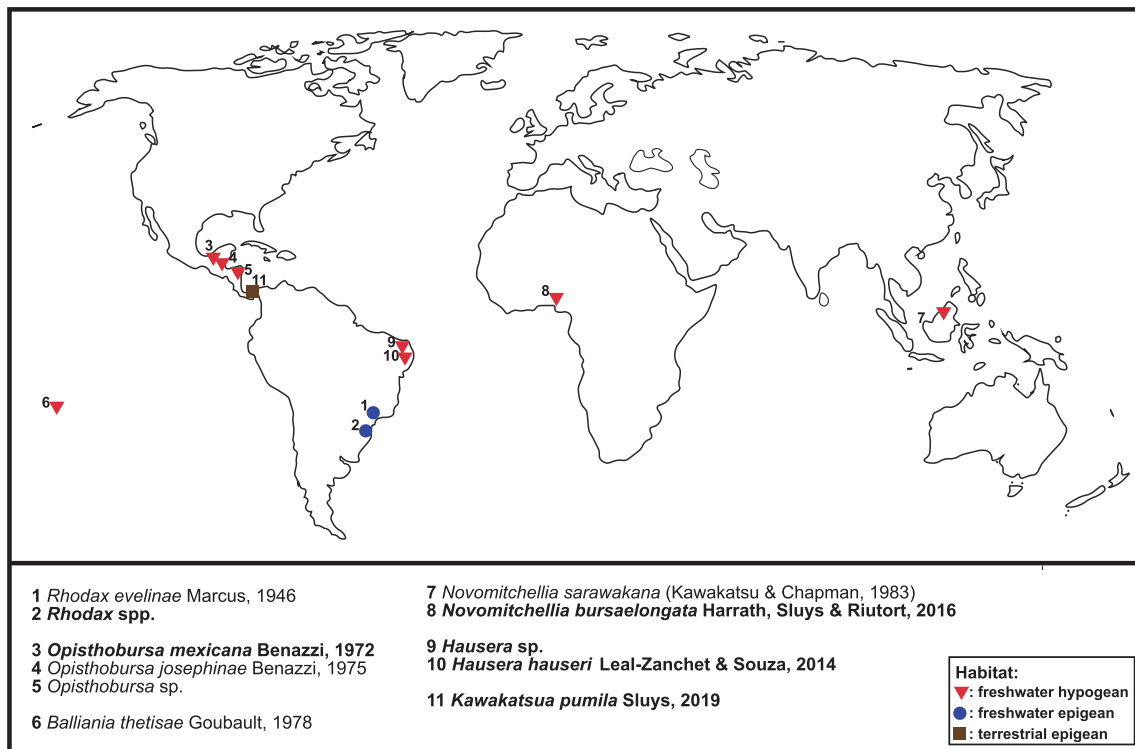 3
4
5
11
8
7
9
10
6
1
2
1 Rhodax evelinae Marcus, 1946
2 Rhodax spp.
3 Opisthobursa mexicana Benazzi, 1972
4 Opisthobursa josephinae Benazzi, 1975
5 Opisthobursa sp.
6 Balliania thetisae Goubault, 1978
7 Novomitchellia sarawakana (Kawakatsu & Chapman, 1983)
8 Novomitchellia bursaelongata Harrath, Sluys & Riutort, 2016
9 Hausera sp.
10 Hausera hauseri Leal-Zanchet & Souza, 2014
11 Kawakatsua pumila Sluys, 2019
Habitat:
: freshwater hypogean
: freshwater epigean
: terrestrial epigean